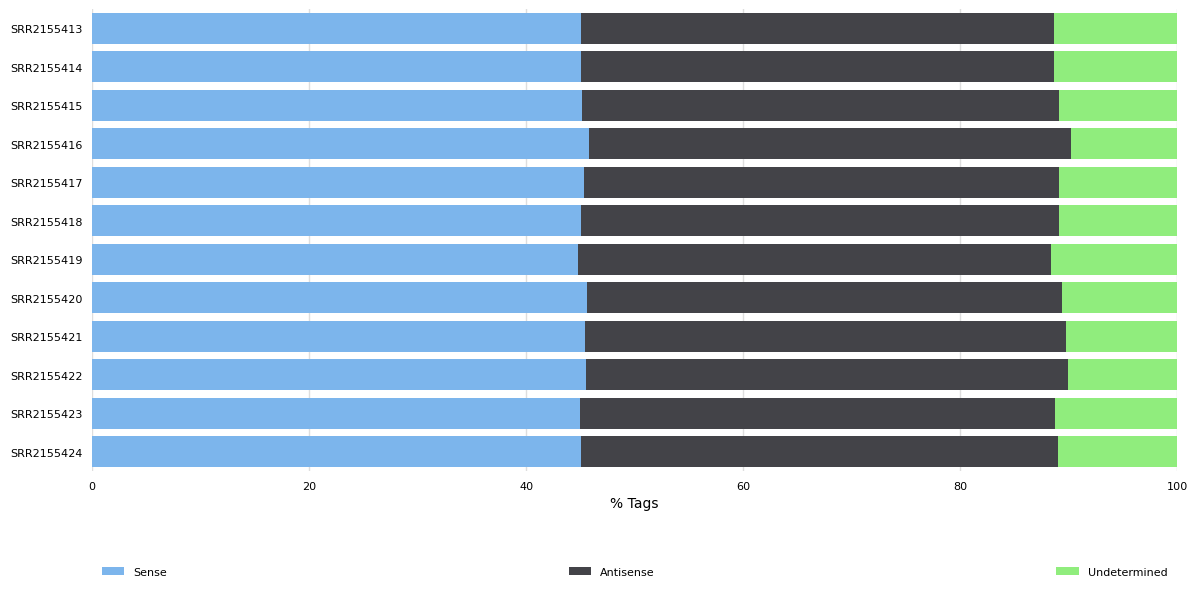 SRR2155413
SRR2155414
SRR2155415
SRR2155416
SRR2155417
SRR2155418
SRR2155419
SRR2155420
SRR2155421
SRR2155422
SRR2155423
SRR2155424
0 20 40 60 80 100
% Tags
Sense Antisense Undetermined